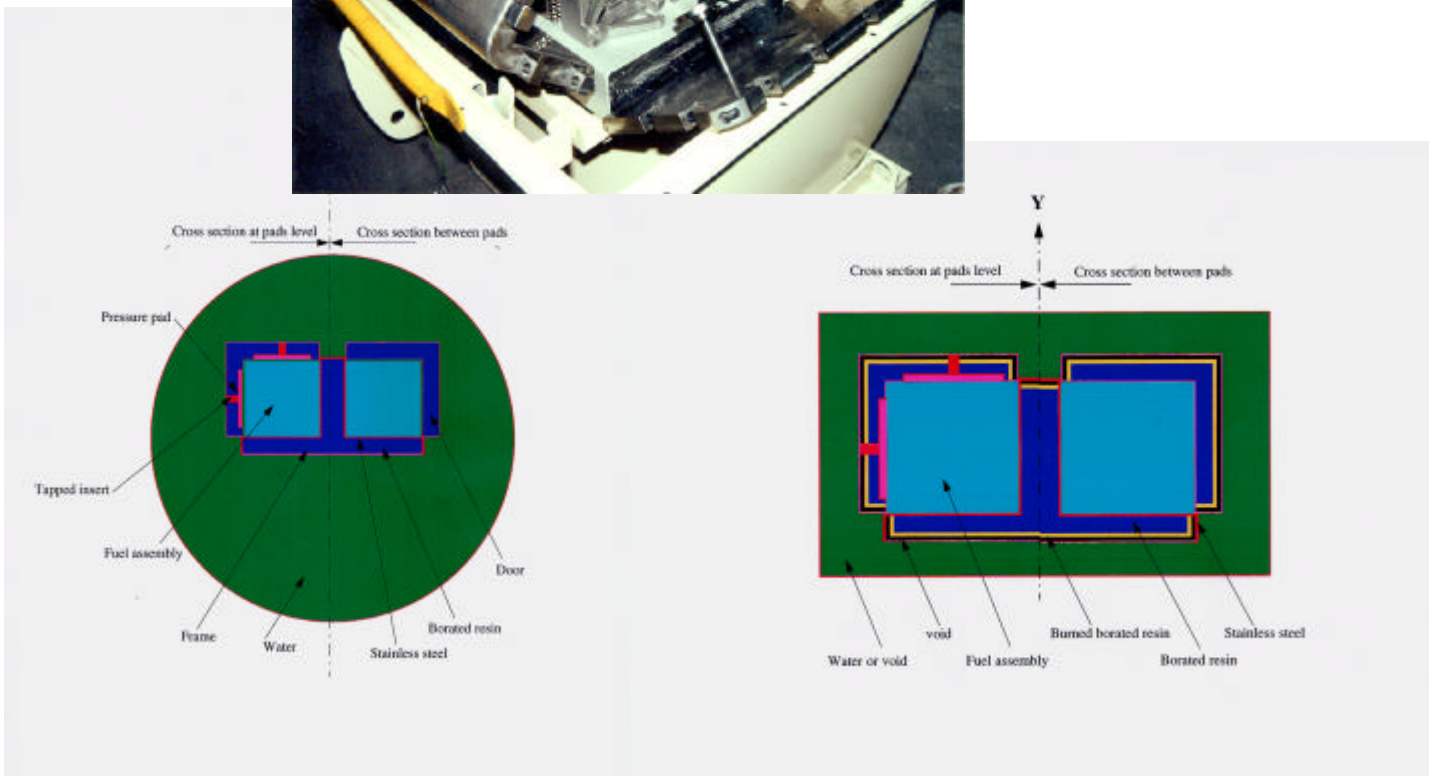 Cross section at pads level
Cross section between pads
Pressure pad
Tapped insert
Fuel assembly
Frame
Water
Stainless steel
Borated resin
Door
Y
Cross section at pads level
Cross section between pads
Water or void
void
Fuel assembly
Burned borated resin
Borated resin
Stainless steel